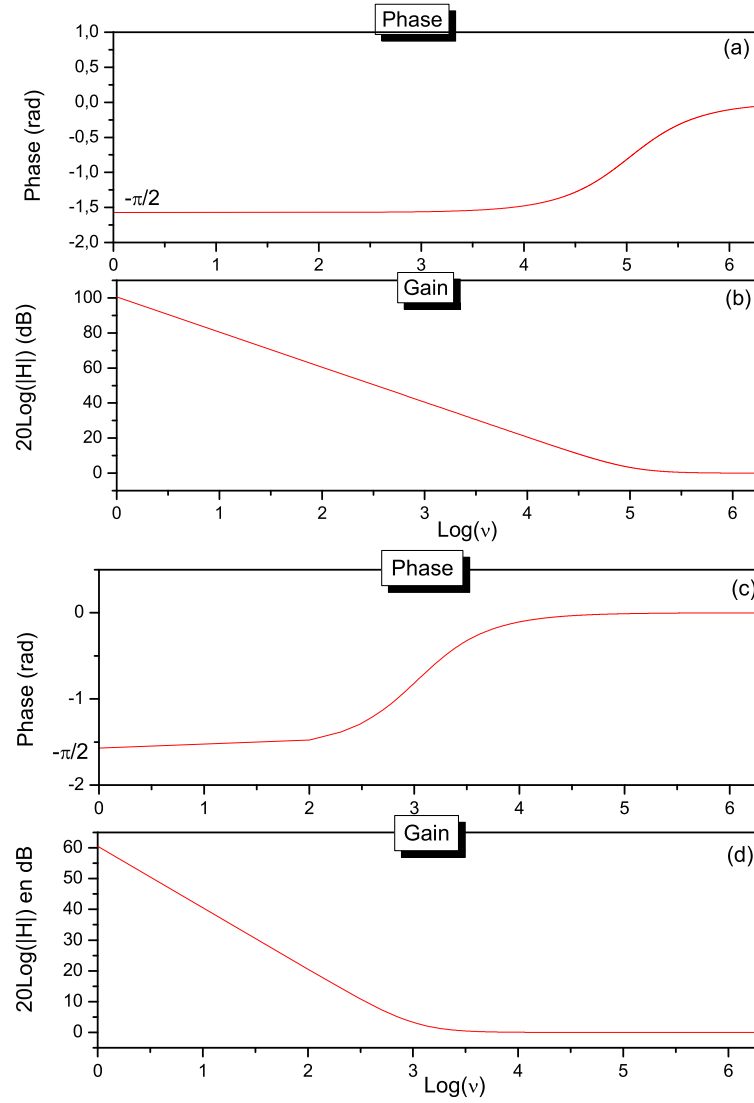 Phase
(a)
1,0
0,5
0,0
-0,5
-1,0
-1,5
-2,0
-π/2
Phase (rad)
0 1 2 3 4 5 6
Gain
(b)
100
80
60
40
20
0
20Log(|H|) (dB)
0 1 2 3 4 5 6
Log(ν)
Phase
(c)
0
-1
-2
-π/2
Phase (rad)
0 1 2 3 4 5 6
Gain
(d)
60
50
40
30
20
10
0
20Log(|H|) en dB
0 1 2 3 4 5 6
Log(ν)